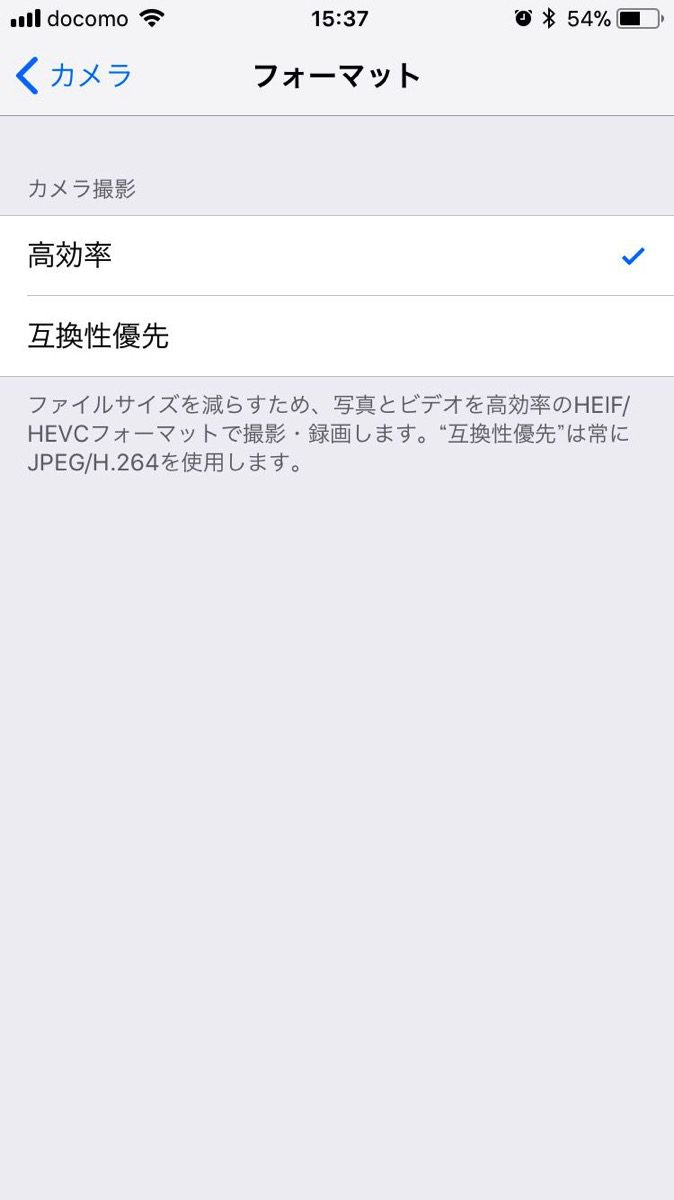 docomo 15:37 54%
カメラ フォーマット
カメラ撮影
高効率
互換性優先
ファイルサイズを減らすため、写真とビデオを高効率のHEIF/
HEVCフォーマットで撮影・録画します。“互換性優先”は常に
JPEG/H.264を使用します。